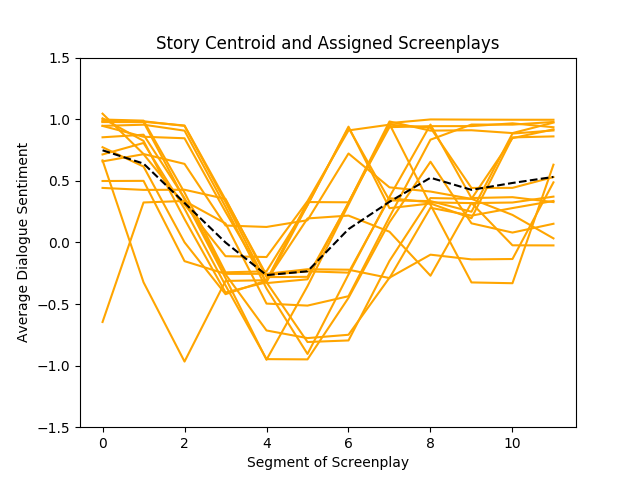 Story Centroid and Assigned Screenplays
Average Dialogue Sentiment
1.5
1.0
0.5
0.0
−0.5
−1.0
−1.5
0 2 4 6 8 10
Segment of Screenplay